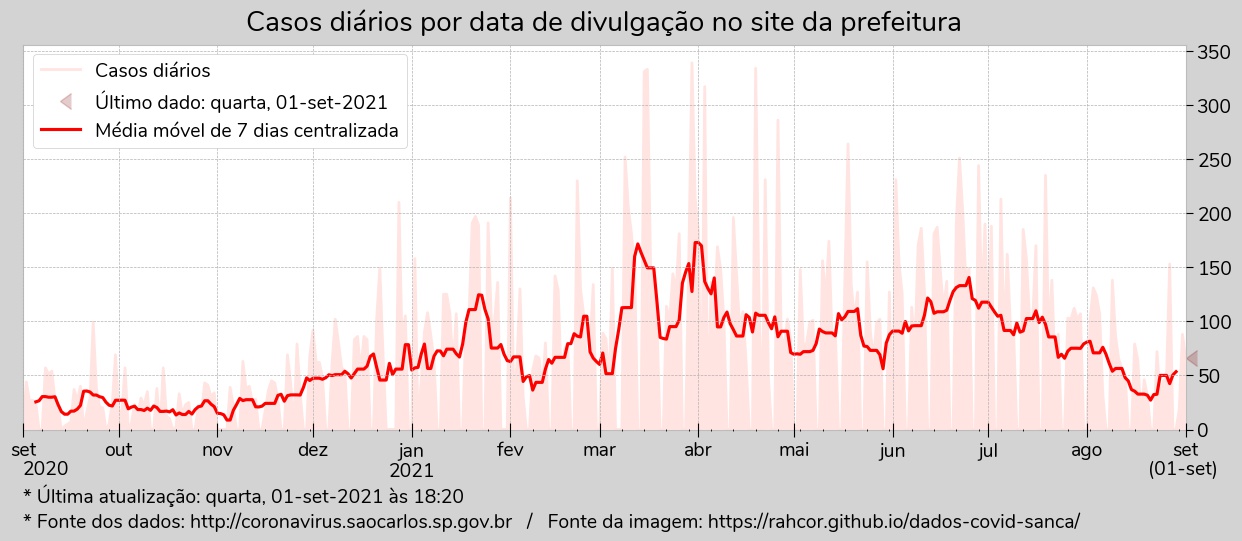 Casos diários por data de divulgação no site da prefeitura
Casos diários
Último dado: quarta, 01-set-2021
Média móvel de 7 dias centralizada
350
300
250
200
150
100
50
0
set out nov dez jan fev mar abr mai jun jul ago set
2020 2021 (01-set)
* Última atualização: quarta, 01-set-2021 às 18:20
* Fonte dos dados: http://coronavirus.saocarlos.sp.gov.br / Fonte da imagem: https://rahcor.github.io/dados-covid-sanca/